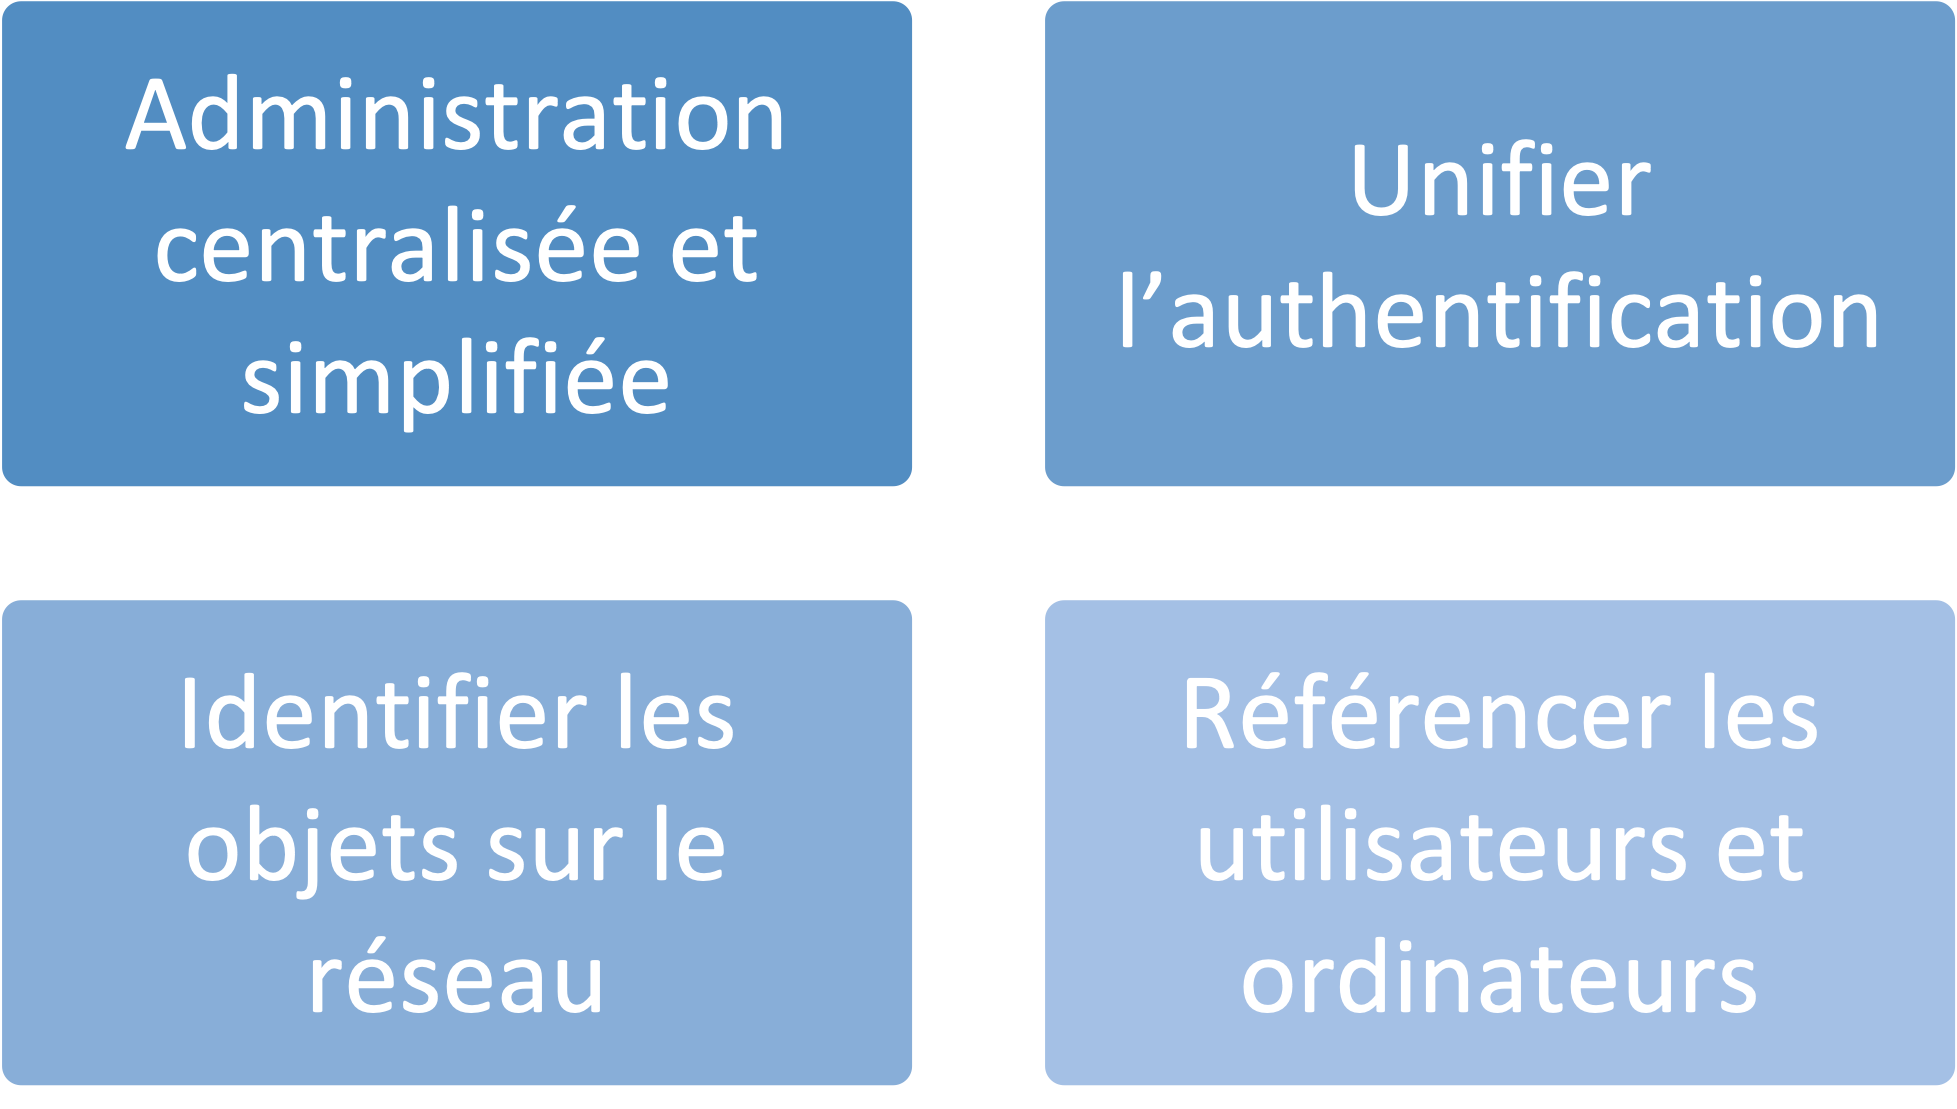 Administration
centralisée et
simplifiée
Unifier
l’authentification
Identifier les
objets sur le
réseau
Référencer les
utilisateurs et
ordinateurs